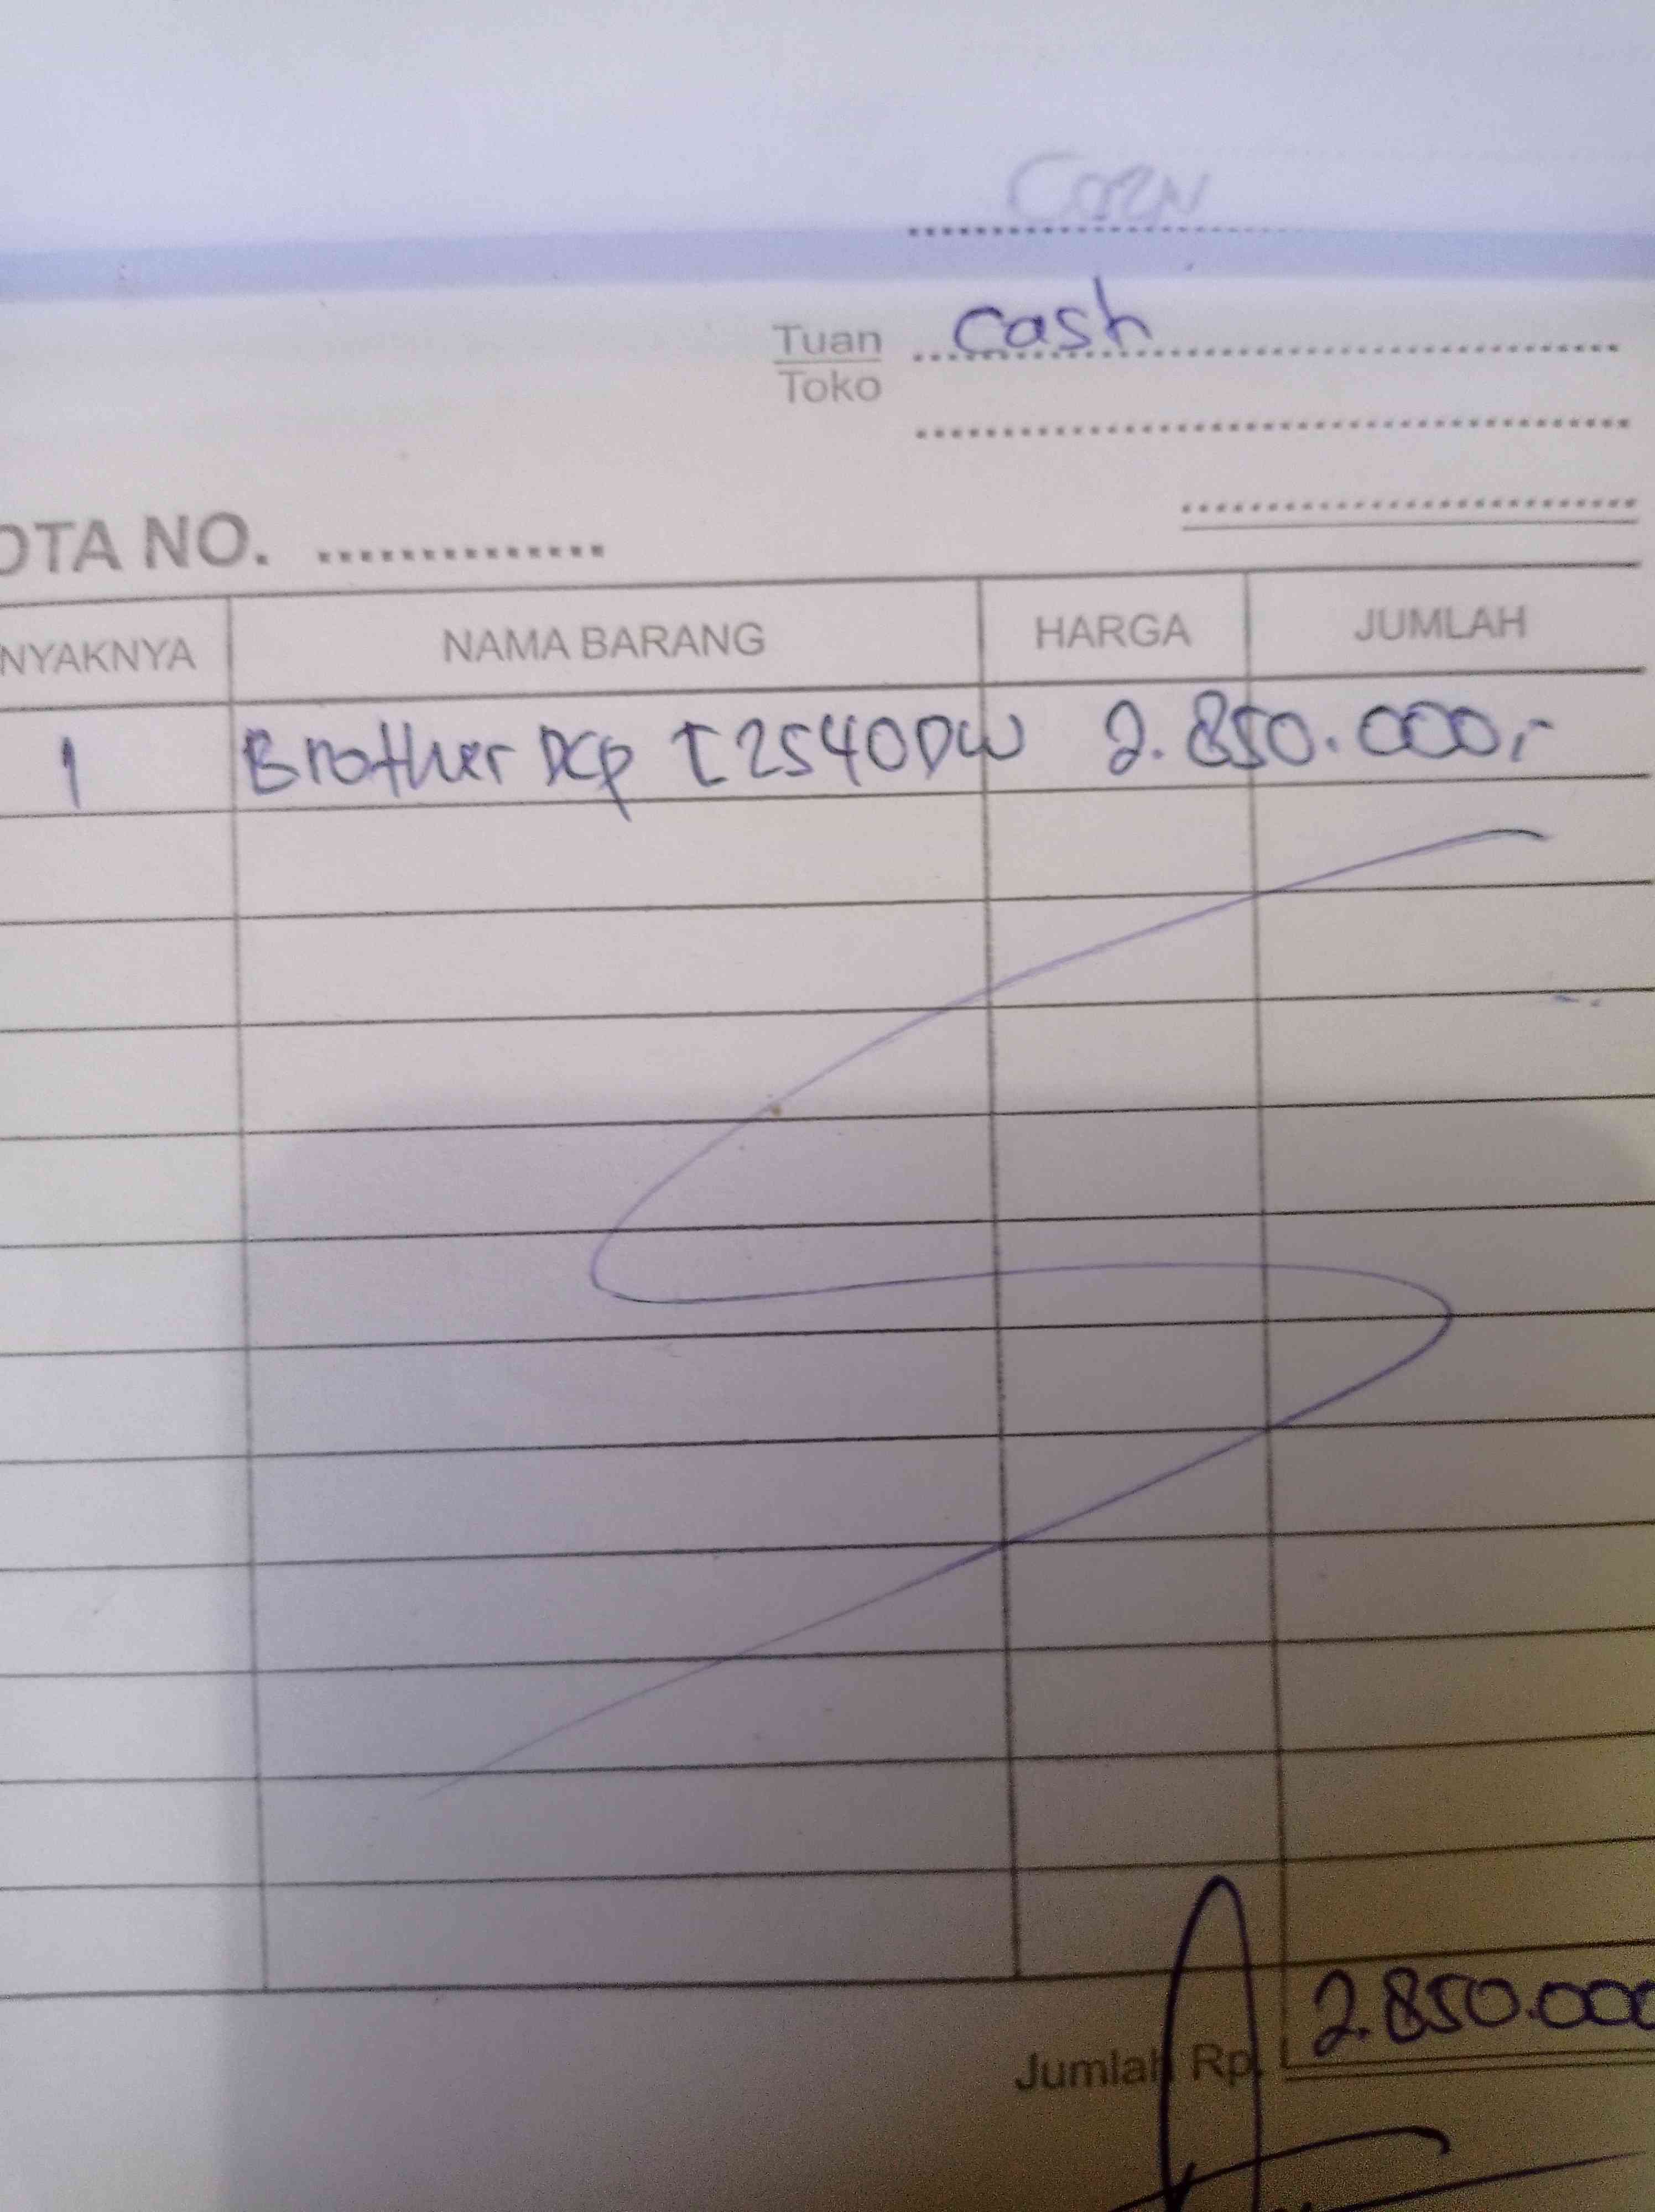 Tuan cash
Toko
OTA NO.
NYAKNYA NAMA BARANG HARGA JUMLAH
1 Brother DCP L2540DW 2.850.000,-
Jumlah Rp. 2.850.000